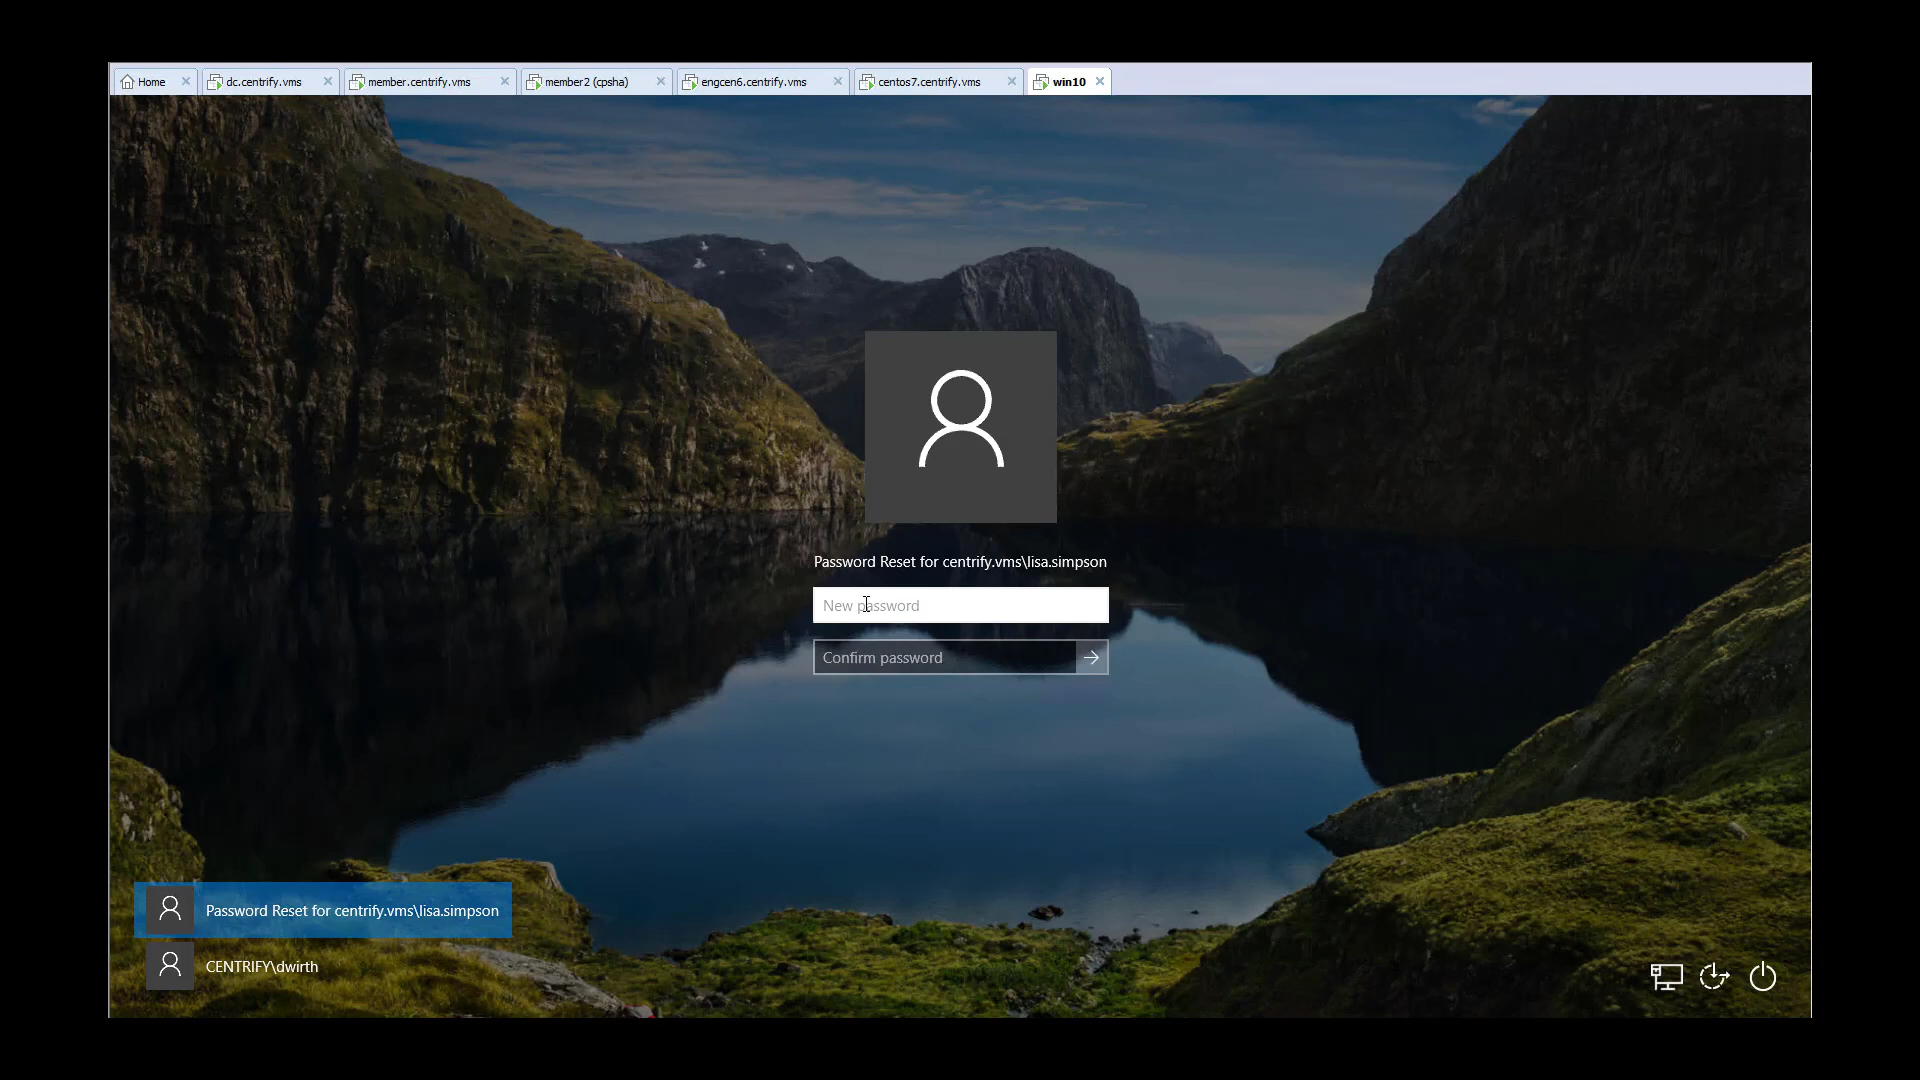 Home
dc.centrify.vms
member.centrify.vms
member2 (cpsha)
engcen6.centrify.vms
centos7.centrify.vms
win10
Password Reset for centrify.vms\lisa.simpson
New password
Confirm password
Password Reset for centrify.vms\lisa.simpson
CENTRIFY\dwirth